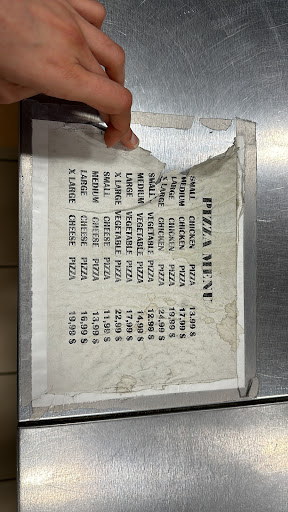 PIZZA MENU
SMALL CHICKEN PIZZA 13.99 $
MEDIUM CHICKEN PIZZA 17.99 $
LARGE CHICKEN PIZZA 19.99 $
X LARGE CHICKEN PIZZA 24.99 $
SMALL VEGETABLE PIZZA 12.99 $
MEDIUM VEGETABLE PIZZA 14.99 $
LARGE VEGETABLE PIZZA 17.99 $
X LARGE VEGETABLE PIZZA 22.99 $
SMALL CHEESE PIZZA 11.99 $
MEDIUM CHEESE PIZZA 13.99 $
LARGE CHEESE PIZZA 16.99 $
X LARGE CHEESE PIZZA 19.99 $